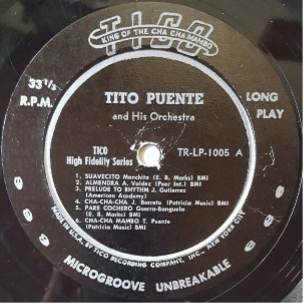 TICO
KING OF THE CHA CHA MAMBO
33 1/3
R.P.M.
TITO PUENTE
and His Orchestra
LONG
PLAY
TICO
High Fidelity Series
TR-LP-1005 A
1. SUAVECITO Monchito (E. B. Marks) BMI
2. ALMENDRA A. Valdez (Peer Int.) BMI
3. PRELUDE TO RHYTHM J. Gutierrez
(American Academy)
4. CHA-CHA-CHA J. Barreto (Patricia Music) BMI
5. PARE COCHERO Guerra-Banguela
(E. B. Marks) BMI
6. CHA-CHA MAMBO T. Puente
(Patricia Music) BMI
MADE IN U.S.A. BY TICO RECORDING COMPANY, INC., NEW YORK CITY
MICROGROOVE UNBREAKABLE